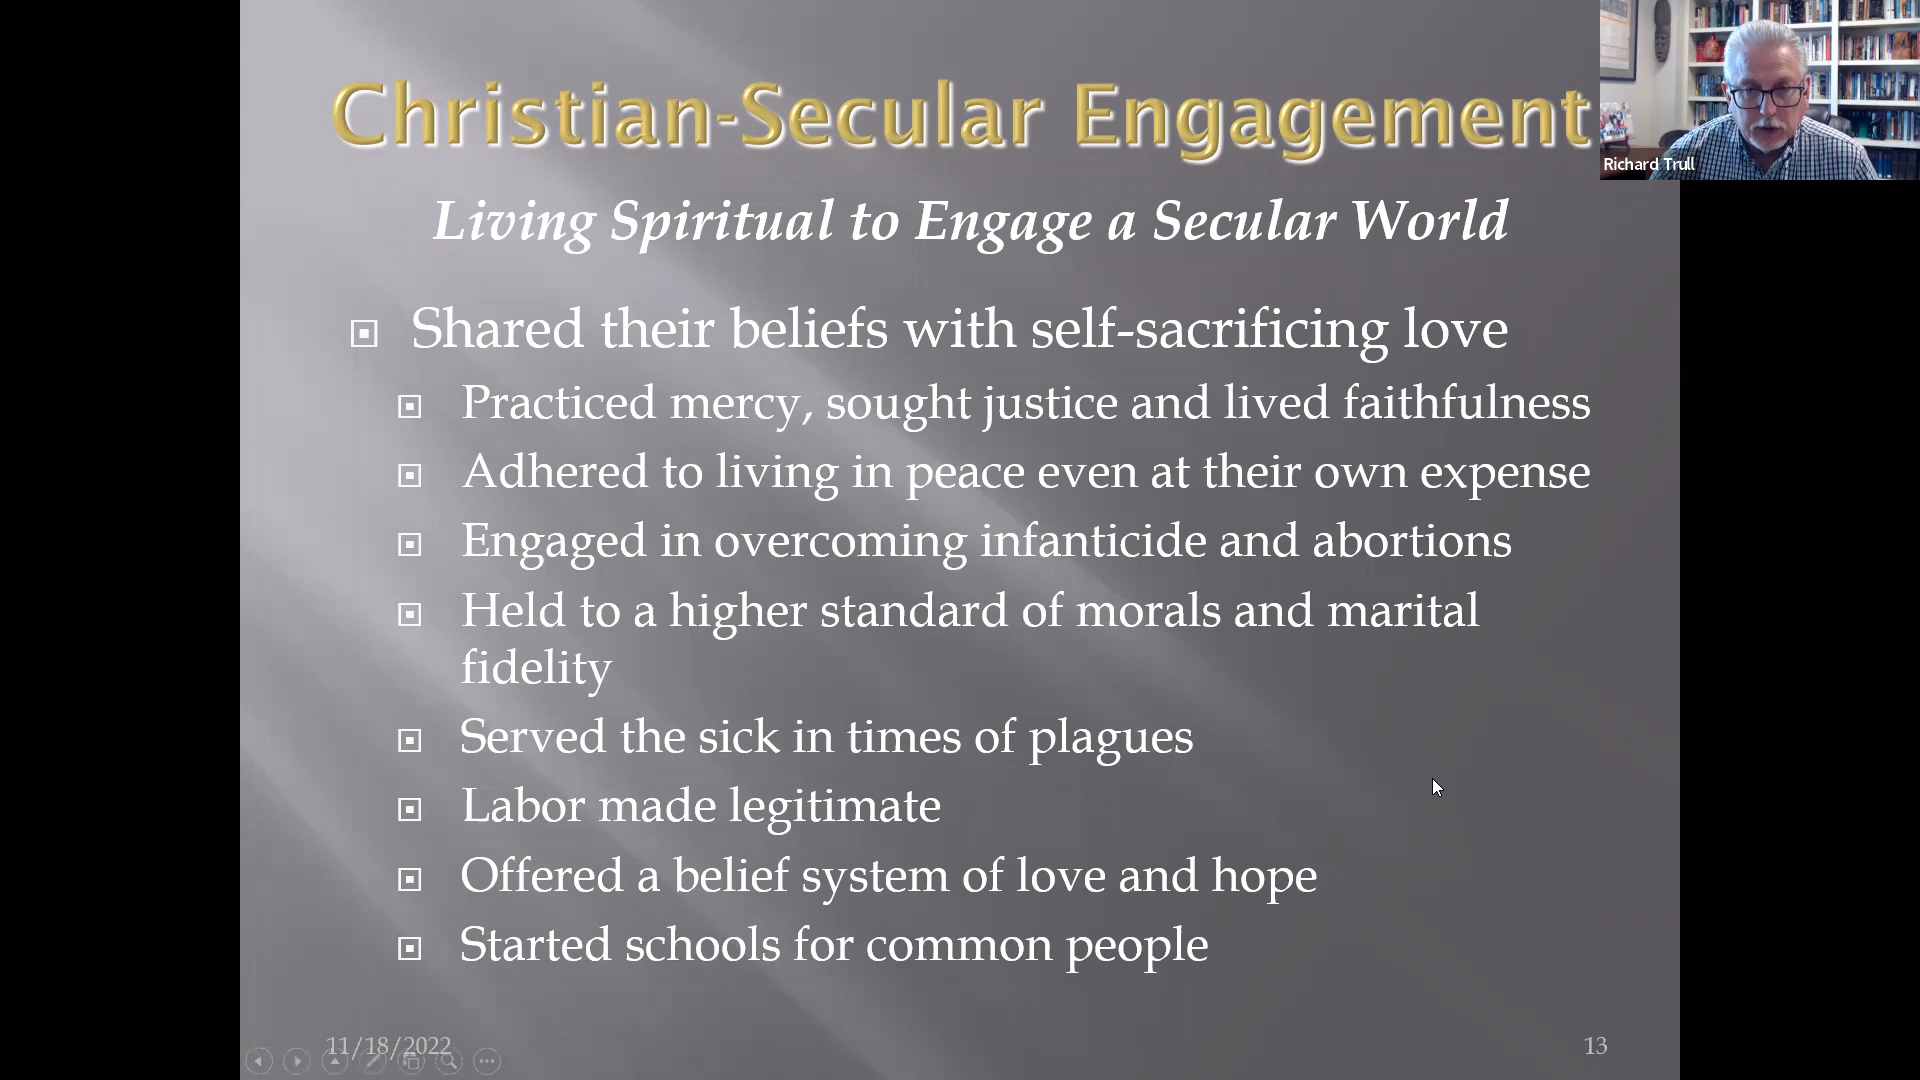 Christian-Secular Engagement
Richard Trull
Living Spiritual to Engage a Secular World
Shared their beliefs with self-sacrificing love
Practiced mercy, sought justice and lived faithfulness
Adhered to living in peace even at their own expense
Engaged in overcoming infanticide and abortions
Held to a higher standard of morals and marital
fidelity
Served the sick in times of plagues
Labor made legitimate
Offered a belief system of love and hope
Started schools for common people
11/18/2022
13